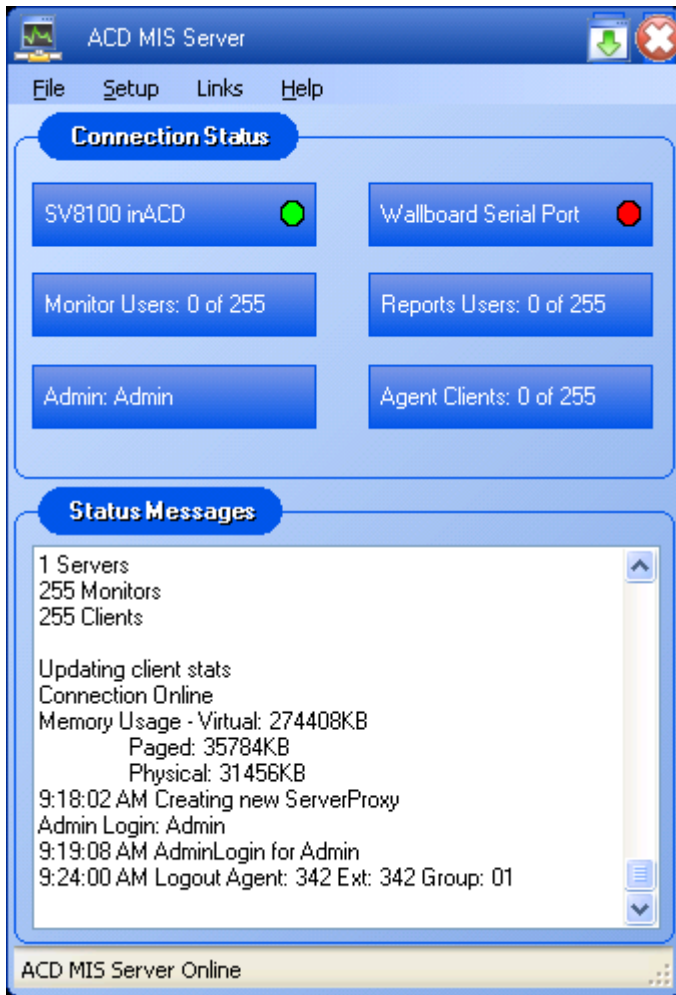 ACD MIS Server
File Setup Links Help
Connection Status
SV8100 inACD
Wallboard Serial Port
Monitor Users: 0 of 255
Reports Users: 0 of 255
Admin: Admin
Agent Clients: 0 of 255
Status Messages
1 Servers
255 Monitors
255 Clients
Updating client stats
Connection Online
Memory Usage - Virtual: 274408KB
Paged: 35784KB
Physical: 31456KB
9:18:02 AM Creating new ServerProxy
Admin Login: Admin
9:19:08 AM AdminLogin for Admin
9:24:00 AM Logout Agent: 342 Ext: 342 Group: 01
ACD MIS Server Online